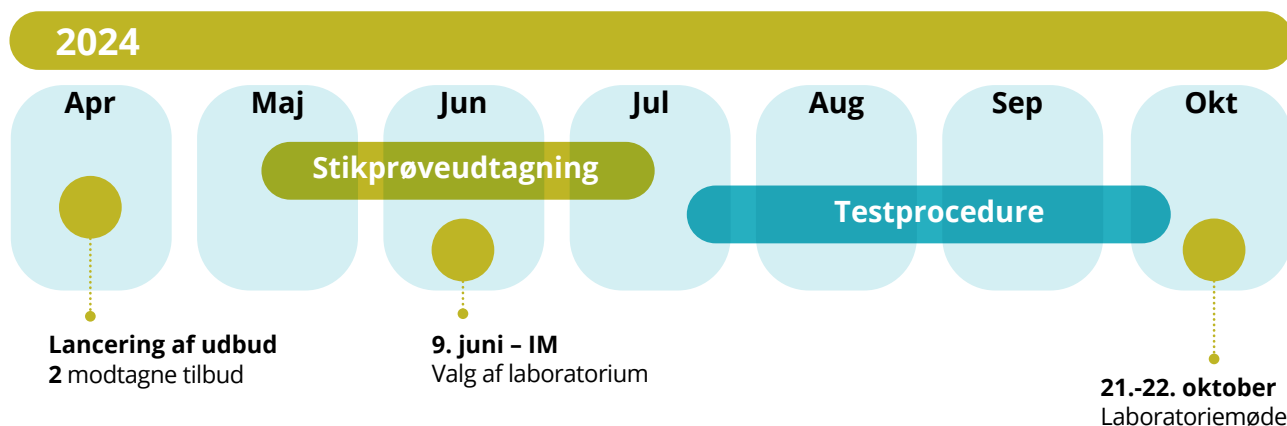 2024
Apr Maj Jun Jul Aug Sep Okt
Stikprøveudtagning
Testprocedure
Lancering af udbud
2 modtagne tilbud
9. juni – IM
Valg af laboratorium
21.-22. oktober
Laboratoriemøde